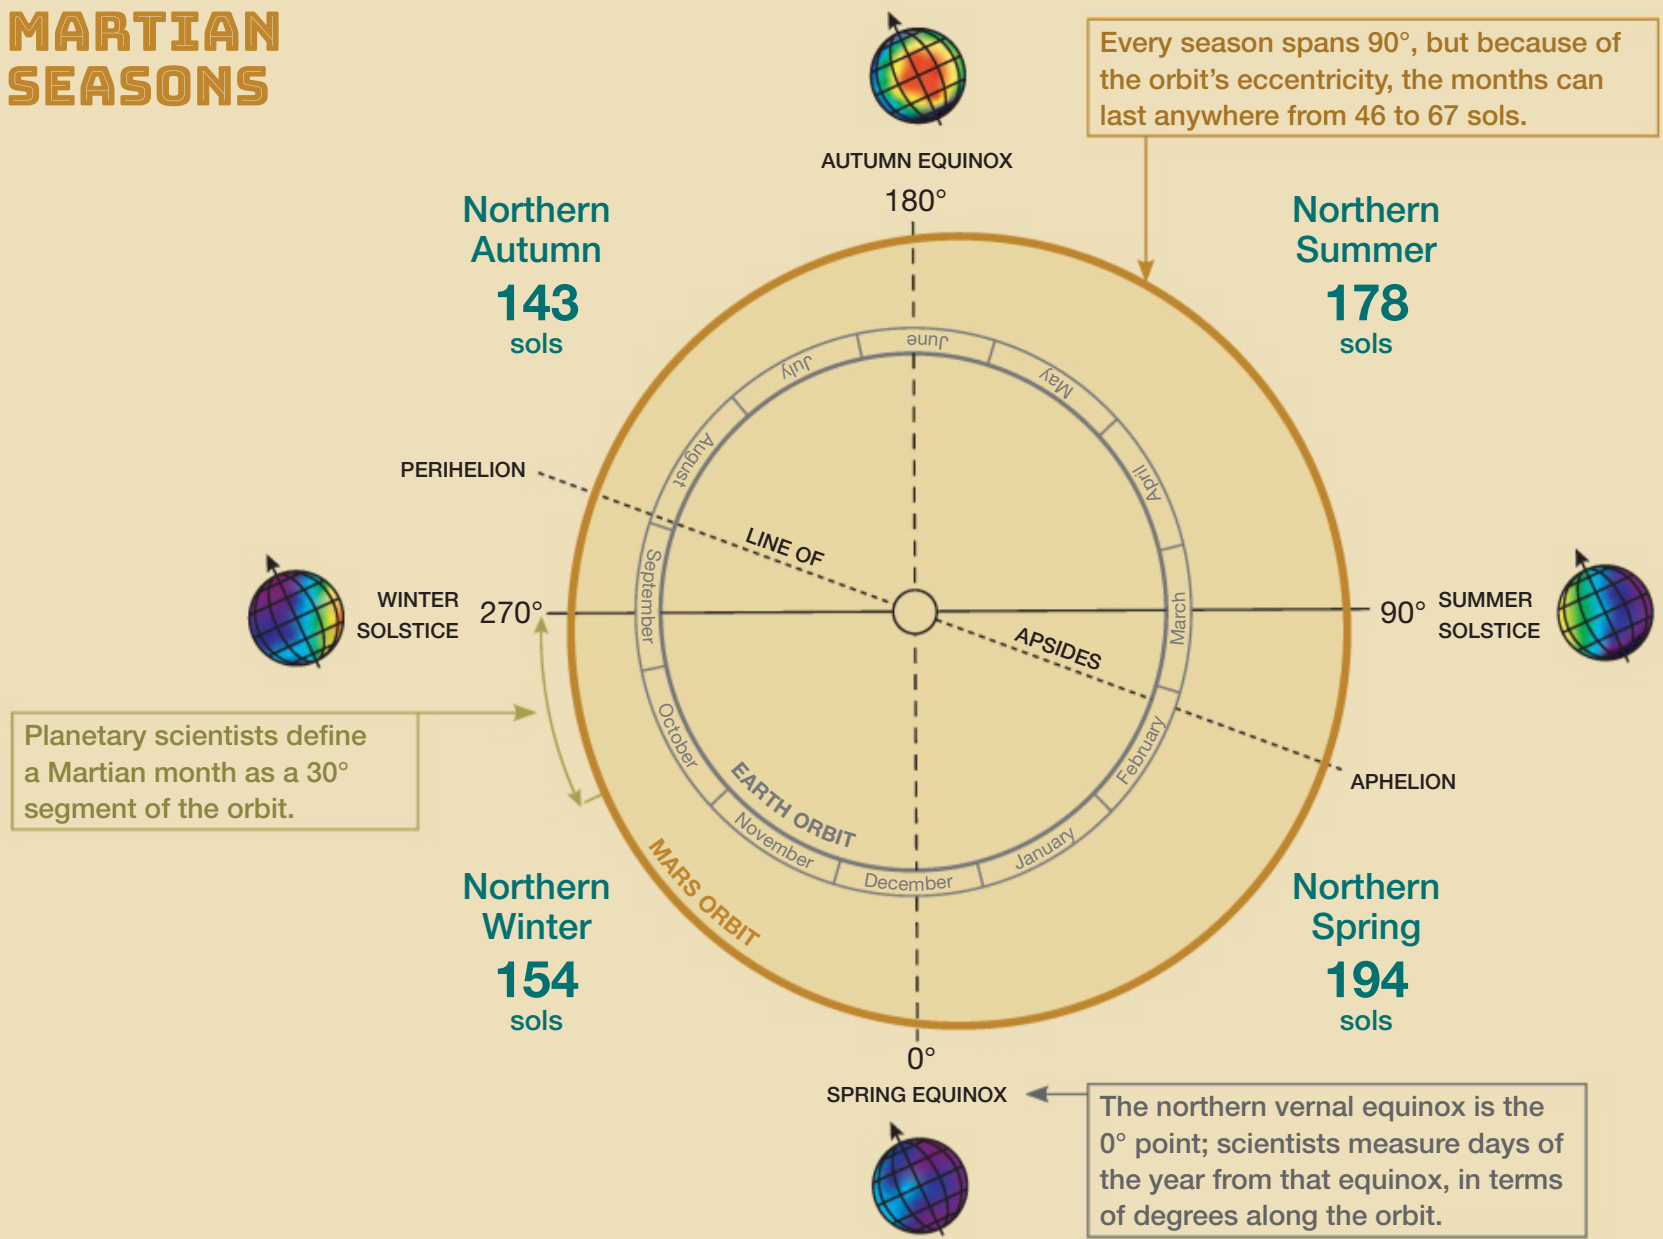 MARTIAN
SEASONS
Every season spans 90°, but because of
the orbit’s eccentricity, the months can
last anywhere from 46 to 67 sols.
AUTUMN EQUINOX
180°
Northern
Autumn
143
sols
Northern
Summer
178
sols
June
July
May
August
April
PERIHELION
LINE OF
September
March
WINTER
SOLSTICE
270°
90°
SUMMER
SOLSTICE
APSIDES
Planetary scientists define
a Martian month as a 30°
segment of the orbit.
October
February
APHELION
EARTH ORBIT
November
January
December
MARS ORBIT
Northern
Winter
154
sols
Northern
Spring
194
sols
0°
SPRING EQUINOX
The northern vernal equinox is the
0° point; scientists measure days of
the year from that equinox, in terms
of degrees along the orbit.